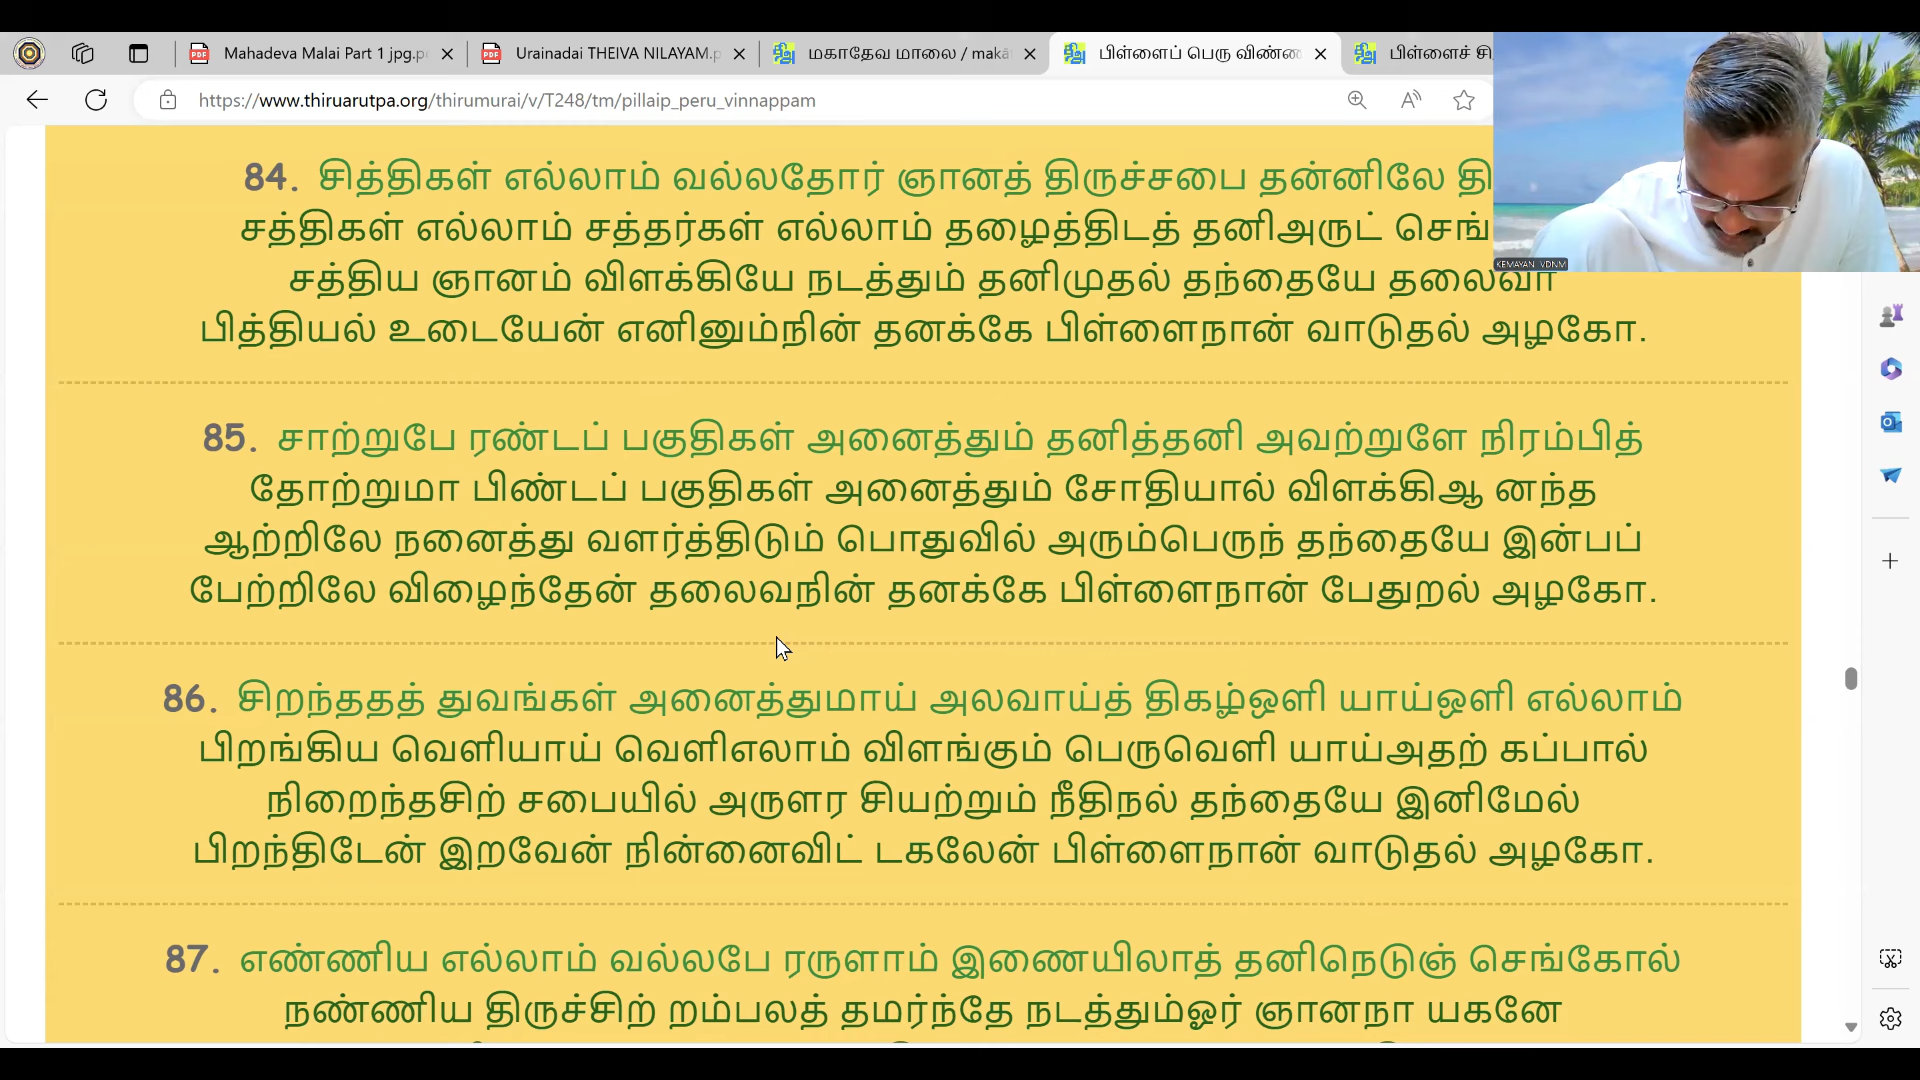 Mahadeva Malai Part 1 jpg.p
Urainadai THEIVA NILAYAM.p
மகாதேவ மாலை / makā
பிள்ளைப் பெரு விண்ண
பிள்ளைச் சி
https://www.thiruarutpa.org/thirumurai/v/T248/tm/pillaip_peru_vinnappam
KEMAYAN VDNM
84. சித்திகள் எல்லாம் வல்லதோர் ஞானத் திருச்சபை தன்னிலே தி
சத்திகள் எல்லாம் சத்தர்கள் எல்லாம் தழைத்திடத் தனிஅருட் செங்
சத்திய ஞானம் விளக்கியே நடத்தும் தனிமுதல் தந்தையே தலைவா
பித்தியல் உடையேன் எனினும்நின் தனக்கே பிள்ளைநான் வாடுதல் அழகோ.
85. சாற்றுபே ரண்டப் பகுதிகள் அனைத்தும் தனித்தனி அவற்றுளே நிரம்பித்
தோற்றுமா பிண்டப் பகுதிகள் அனைத்தும் சோதியால் விளக்கிஆ னந்த
ஆற்றிலே நனைத்து வளர்த்திடும் பொதுவில் அரும்பெருந் தந்தையே இன்பப்
பேற்றிலே விழைந்தேன் தலைவநின் தனக்கே பிள்ளைநான் பேதுறல் அழகோ.
86. சிறந்ததத் துவங்கள் அனைத்துமாய் அலவாய்த் திகழ்ஒளி யாய்ஒளி எல்லாம்
பிறங்கிய வெளியாய் வெளிஎலாம் விளங்கும் பெருவெளி யாய்அதற் கப்பால்
நிறைந்தசிற் சபையில் அருளர சியற்றும் நீதிநல் தந்தையே இனிமேல்
பிறந்திடேன் இறவேன் நின்னைவிட் டகலேன் பிள்ளைநான் வாடுதல் அழகோ.
87. எண்ணிய எல்லாம் வல்லபே ரருளாம் இணையிலாத் தனிநெடுஞ் செங்கோல்
நண்ணிய திருச்சிற் றம்பலத் தமர்ந்தே நடத்தும்ஓர் ஞானநா யகனே